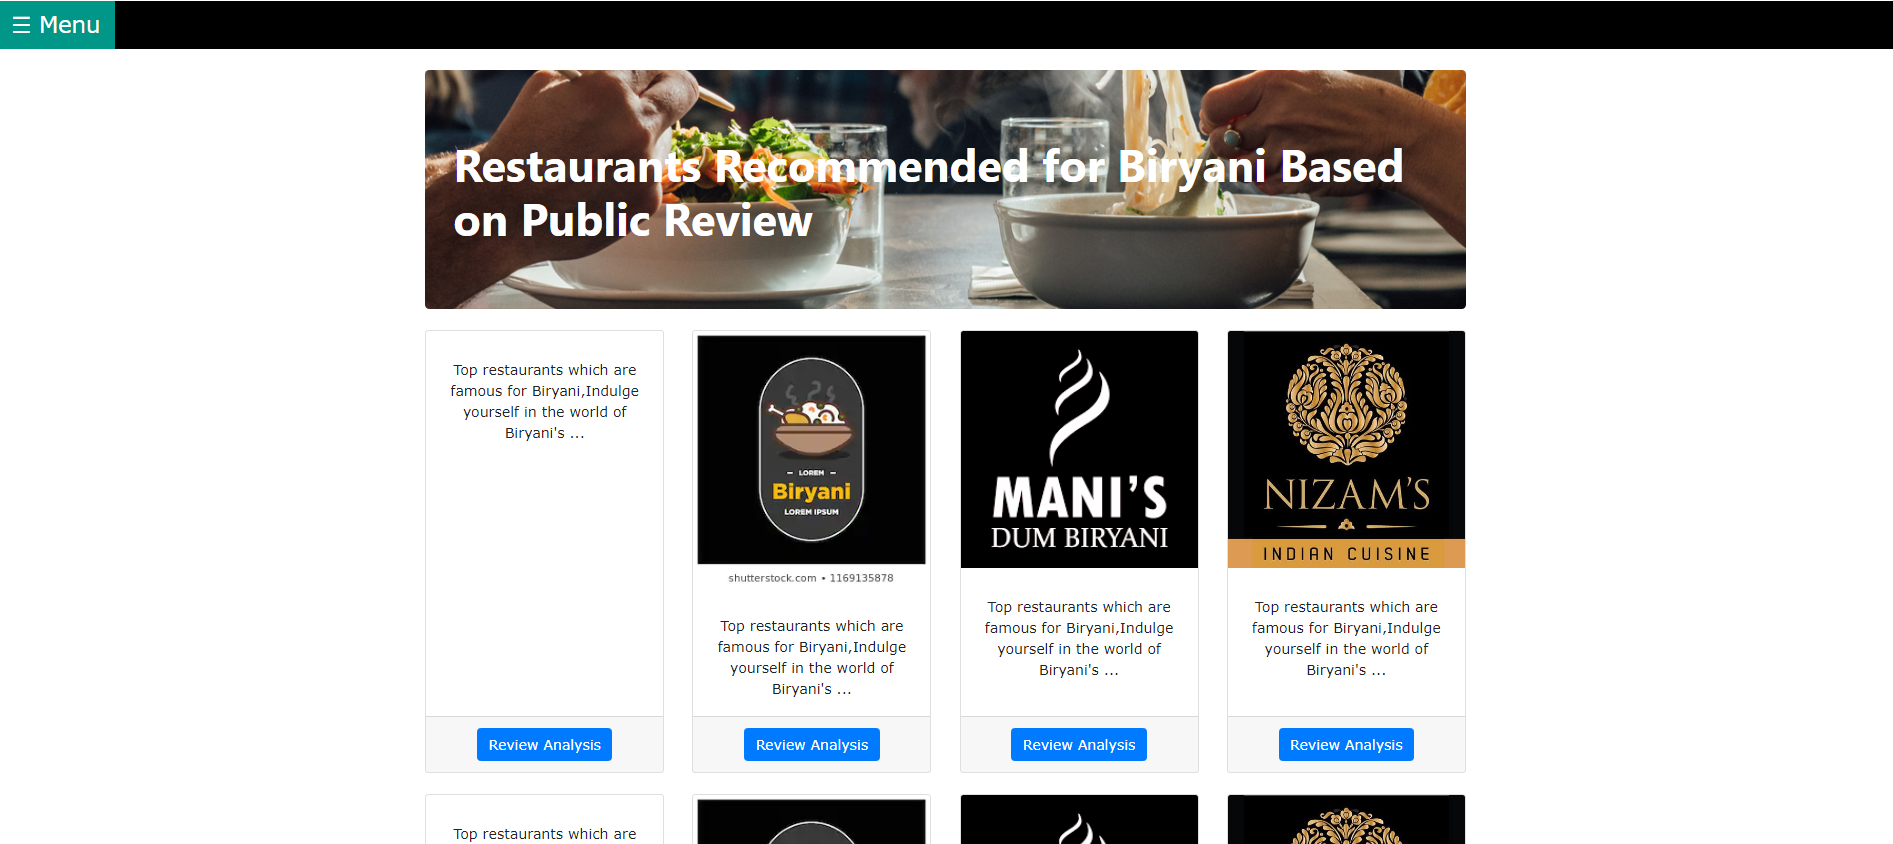 ☰ Menu
Restaurants Recommended for Biryani Based
on Public Review
Top restaurants which are
famous for Biryani,Indulge
yourself in the world of
Biryani's ...
Review Analysis
LOREM
Biryani
LOREM IPSUM
shutterstock.com • 1169135878
Top restaurants which are
famous for Biryani,Indulge
yourself in the world of
Biryani's ...
Review Analysis
MANI'S
DUM BIRYANI
Top restaurants which are
famous for Biryani,Indulge
yourself in the world of
Biryani's ...
Review Analysis
NIZAM'S
INDIAN CUISINE
Top restaurants which are
famous for Biryani,Indulge
yourself in the world of
Biryani's ...
Review Analysis
Top restaurants which are